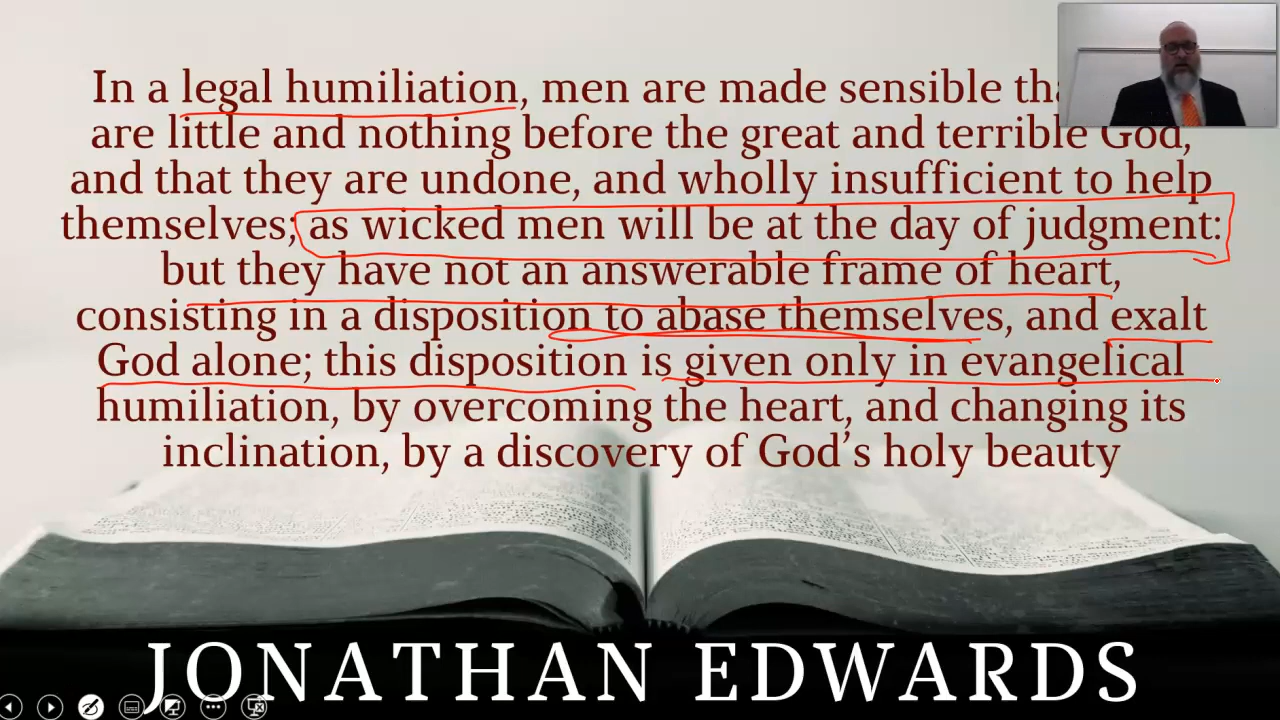 In a legal humiliation, men are made sensible
are little and nothing before the great and terrible God,
and that they are undone, and wholly insufficient to help
themselves; as wicked men will be at the day of judgment:
but they have not an answerable frame of heart,
consisting in a disposition to abase themselves, and exalt
God alone; this disposition is given only in evangelical
humiliation, by overcoming the heart, and changing its
inclination, by a discovery of God's holy beauty
JONATHAN EDWARDS